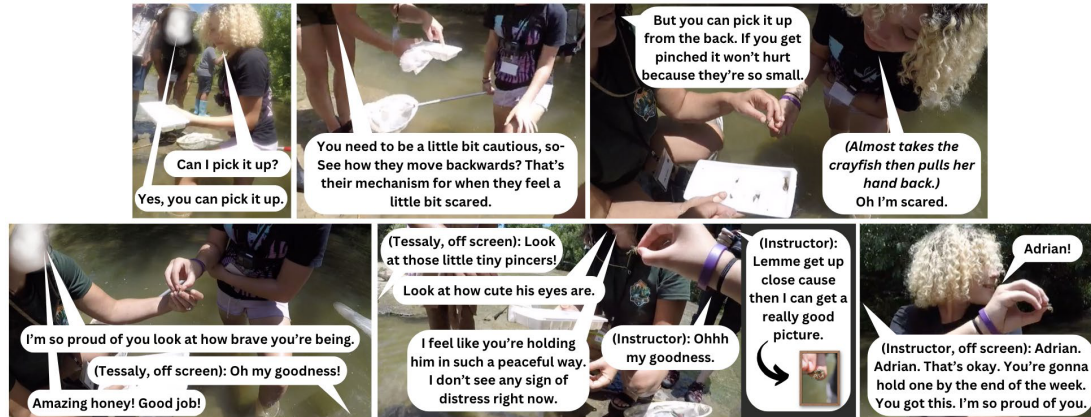 Can I pick it up?
Yes, you can pick it up.
You need to be a little bit cautious, so-
See how they move backwards? That's
their mechanism for when they feel a
little bit scared.
But you can pick it up
from the back. If you get
pinched it won't hurt
because they're so small.
(Almost takes the
crayfish then pulls her
hand back.)
Oh I'm scared.
I'm so proud of you look at how brave you're being.
(Tessaly, off screen): Oh my goodness!
Amazing honey! Good job!
(Tessaly, off screen): Look
at those little tiny pincers!
Look at how cute his eyes are.
I feel like you're holding
him in such a peaceful way.
I don't see any sign of
distress right now.
(Instructor): Ohhh
my goodness.
(Instructor):
Lemme get up
close cause
then I can get a
really good
picture.
Adrian!
(Instructor, off screen): Adrian.
Adrian. That's okay. You're gonna
hold one by the end of the week.
You got this. I'm so proud of you.